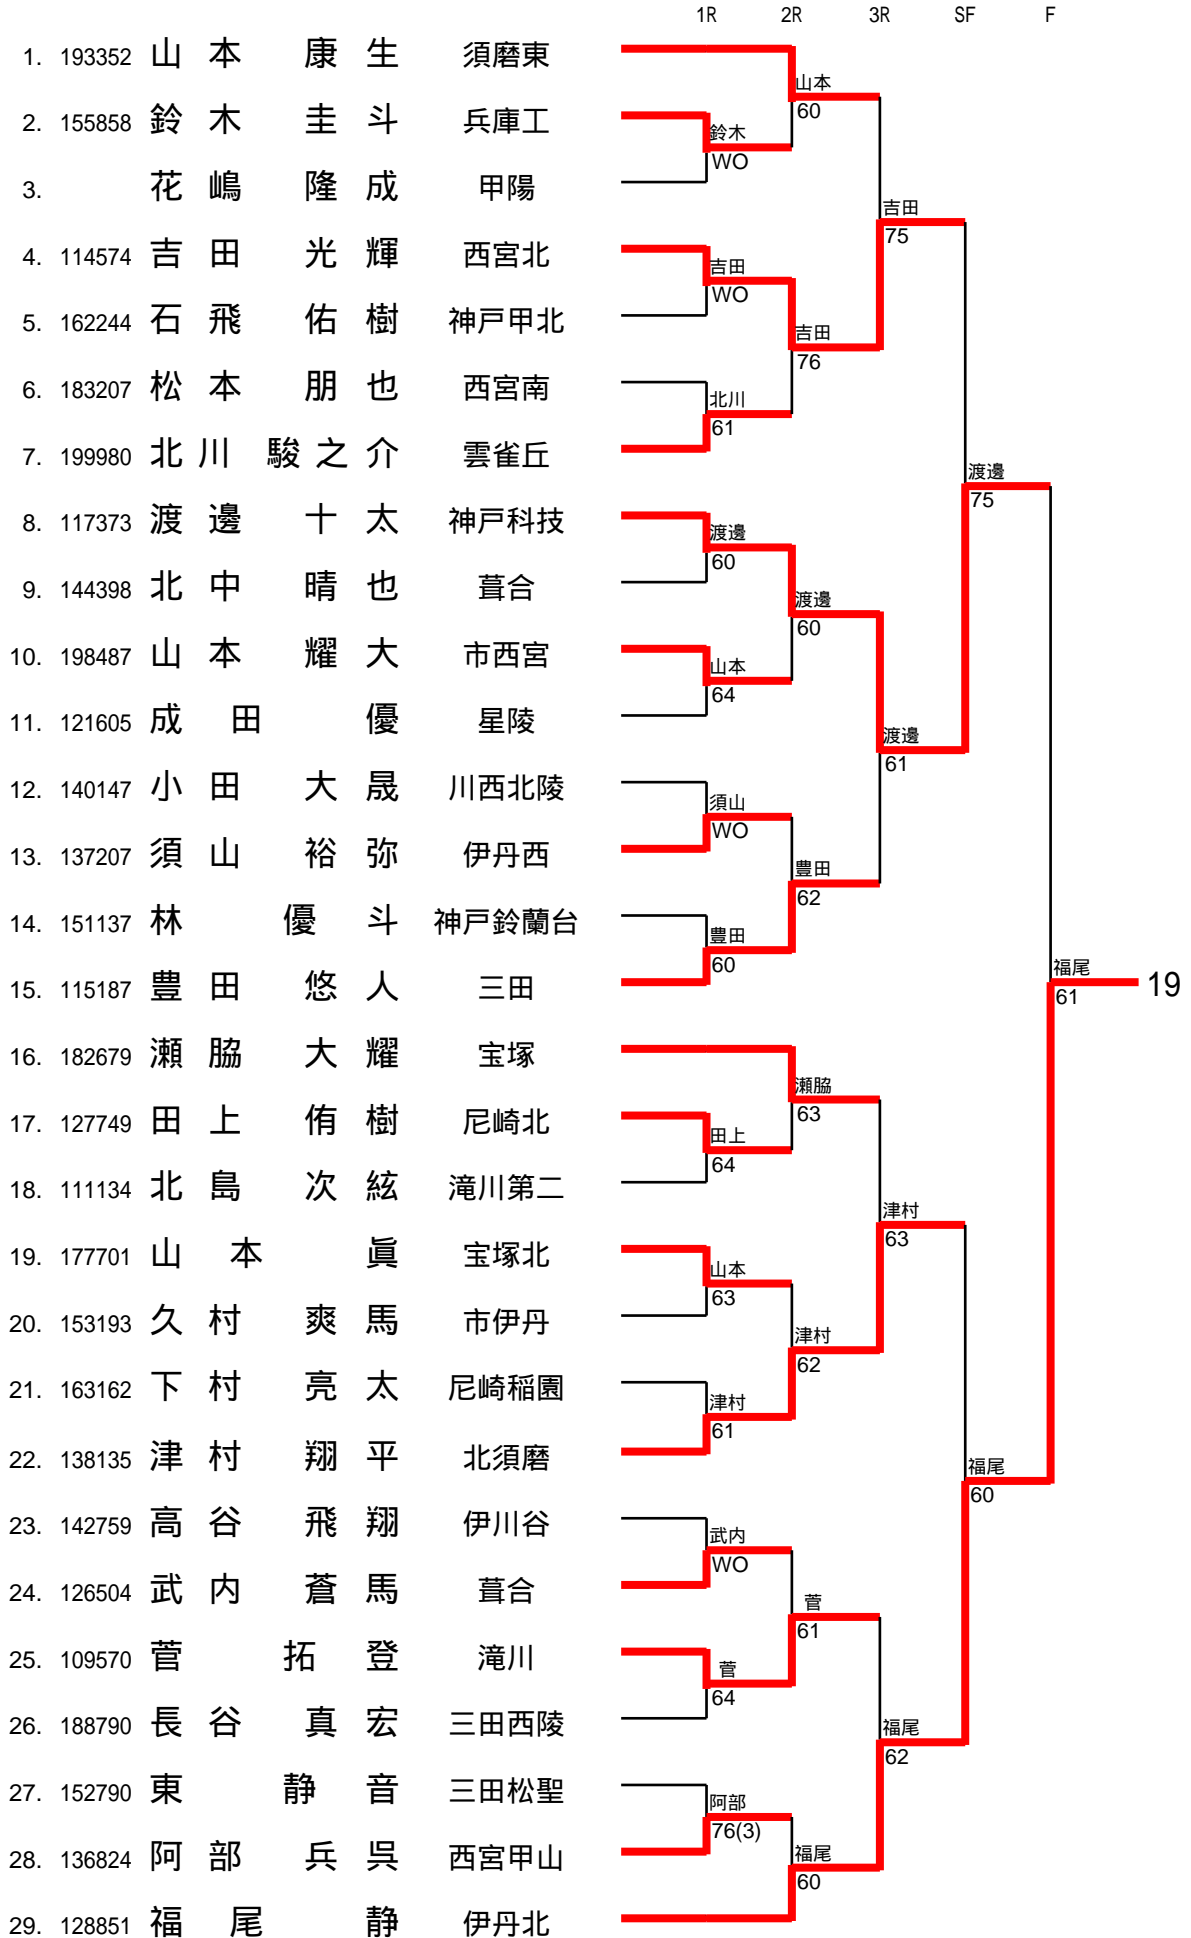 1R 2R 3R SF F
1. 193352 山本 康生 須磨東
山本
60
2. 155858 鈴木 圭斗 兵庫工
鈴木
WO
3. 花嶋 隆成 甲陽
吉田
75
4. 114574 吉田 光輝 西宮北
吉田
WO
5. 162244 石飛 佑樹 神戸甲北
吉田
76
6. 183207 松本 朋也 西宮南
北川
61
7. 199980 北川 駿之介 雲雀丘
渡邊
75
8. 117373 渡邊 十太 神戸科技
渡邊
60
9. 144398 北中 晴也 葺合
渡邊
60
10. 198487 山本 耀大 市西宮
山本
64
11. 121605 成田 優 星陵
渡邊
61
12. 140147 小田 大晟 川西北陵
須山
WO
13. 137207 須山 裕弥 伊丹西
豊田
62
14. 151137 林 優斗 神戸鈴蘭台
豊田
60
15. 115187 豊田 悠人 三田
福尾
61
19
16. 182679 瀬脇 大耀 宝塚
瀬脇
63
17. 127749 田上 侑樹 尼崎北
田上
64
18. 111134 北島 次絃 滝川第二
津村
63
19. 177701 山本 眞 宝塚北
山本
63
20. 153193 久村 爽馬 市伊丹
津村
62
21. 163162 下村 亮太 尼崎稲園
津村
61
22. 138135 津村 翔平 北須磨
福尾
60
23. 142759 高谷 飛翔 伊川谷
武内
WO
24. 126504 武内 蒼馬 葺合
菅
61
25. 109570 菅 拓登 滝川
菅
64
26. 188790 長谷 真宏 三田西陵
福尾
62
27. 152790 東 静音 三田松聖
阿部
76(3)
28. 136824 阿部 兵呉 西宮甲山
福尾
60
29. 128851 福尾 静 伊丹北